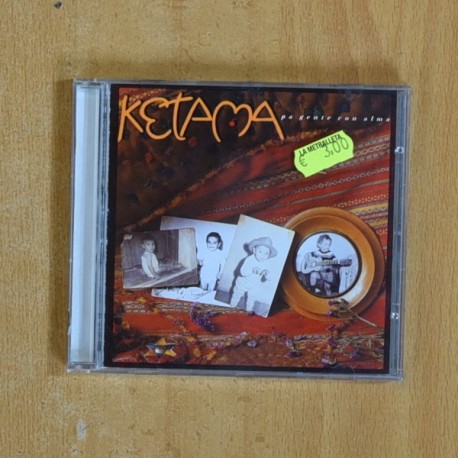 KETAMA
pa gente con alma
LA METRALLETA
€ 3,00